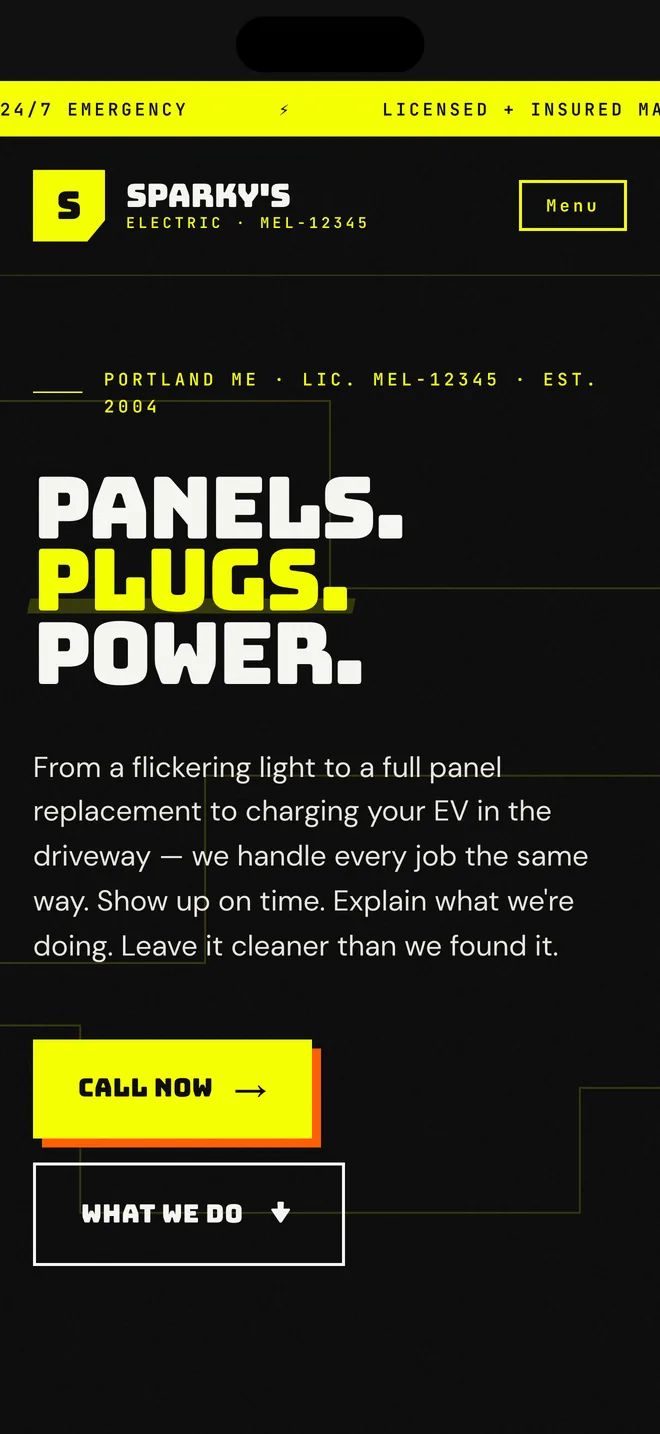 24/7 EMERGENCY ⚡ LICENSED + INSURED
S
SPARKY'S
ELECTRIC · MEL-12345
Menu
PORTLAND ME · LIC. MEL-12345 · EST.
2004
PANELS.
PLUGS.
POWER.
From a flickering light to a full panel
replacement to charging your EV in the
driveway — we handle every job the same
way. Show up on time. Explain what we're
doing. Leave it cleaner than we found it.
CALL NOW →
WHAT WE DO ↓